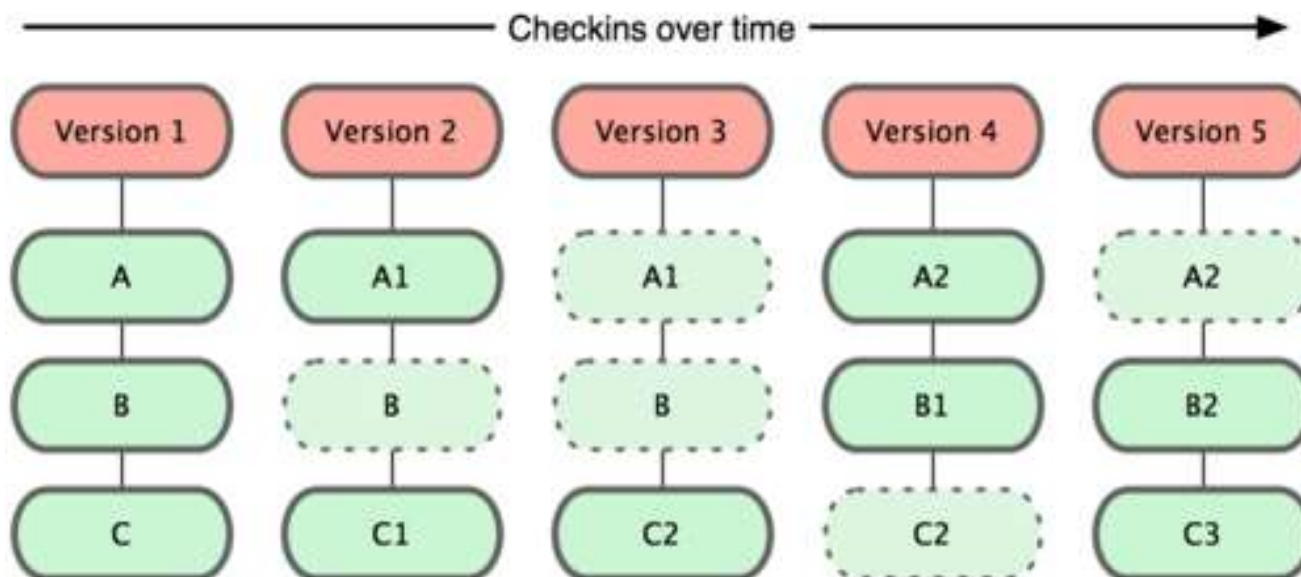 Checkins over time
Version 1 Version 2 Version 3 Version 4 Version 5
A A1 A1 A2 A2
B B B B1 B2
C C1 C2 C2 C3